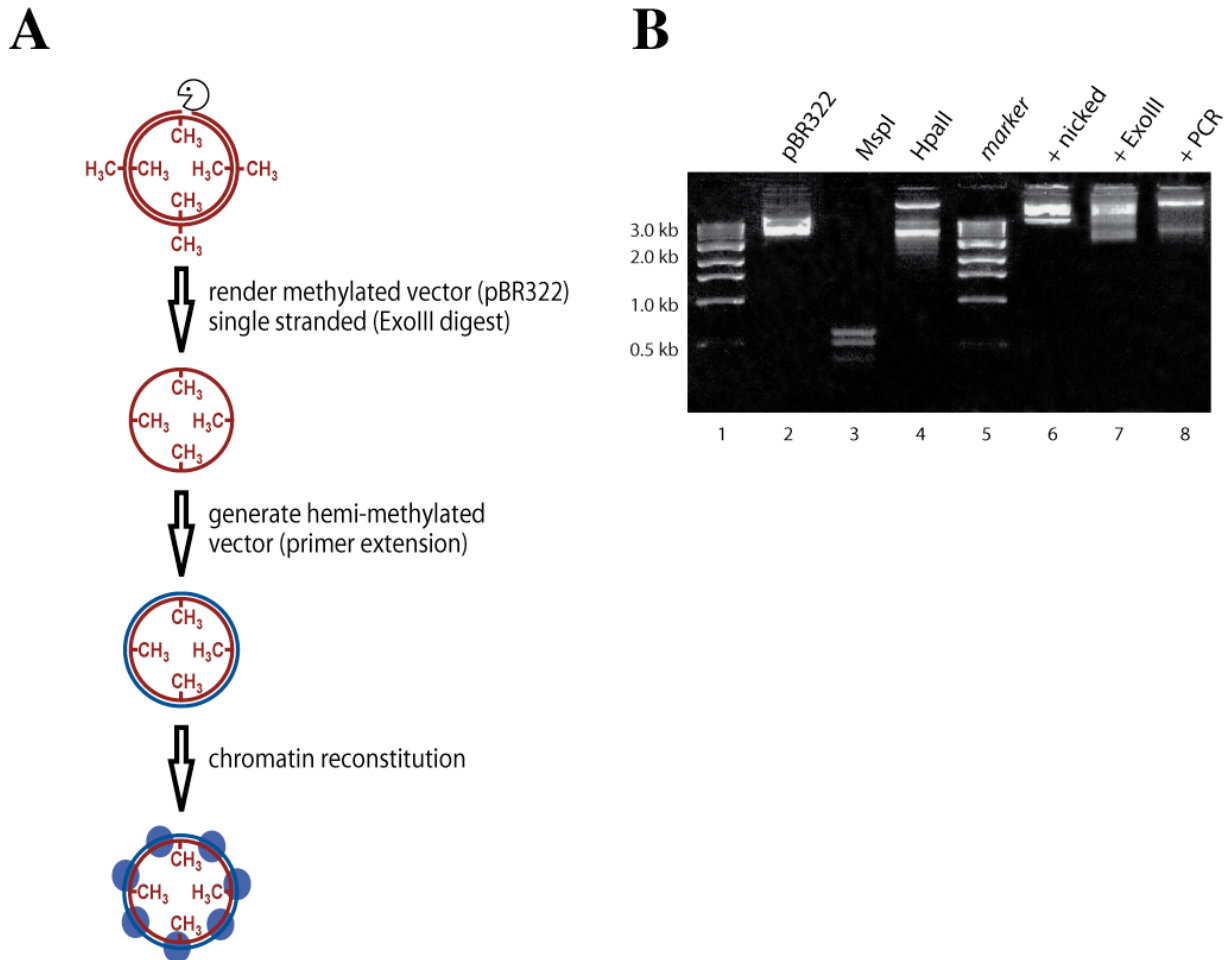 A
CH3
H3C CH3 H3C CH3
CH3
CH3
render methylated vector (pBR322)
single stranded (ExoIII digest)
CH3
CH3 H3C
CH3
generate hemi-methylated
vector (primer extension)
CH3
CH3 H3C
CH3
chromatin reconstitution
CH3
CH3 H3C
CH3
B
pBR322
MspI
HpaII
marker
+ nicked
+ ExoIII
+ PCR
3.0 kb
2.0 kb
1.0 kb
0.5 kb
1 2 3 4 5 6 7 8